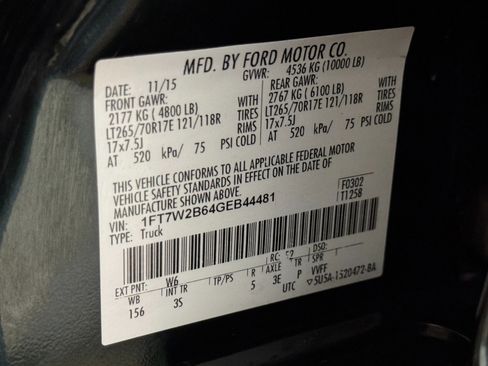 MFD. BY FORD MOTOR CO.
DATE: 11/15 GVWR: 4536 KG (10000 LB)
FRONT GAWR: REAR GAWR:
2177 KG ( 4800 LB) WITH 2767 KG ( 6100 LB) WITH
LT265/70R17E 121/118R TIRES LT265/70R17E 121/118R TIRES
17x7.5J RIMS 17x7.5J RIMS
AT 520 kPa/ 75 PSI COLD AT 520 kPa/ 75 PSI COLD
THIS VEHICLE CONFORMS TO ALL APPLICABLE FEDERAL MOTOR
VEHICLE SAFETY STANDARDS IN EFFECT ON THE DATE OF
MANUFACTURE SHOWN ABOVE.
VIN: 1FT7W2B64GEB44481 F0302
TYPE: Truck T1258
EXT PNT: W6 RC: 52 DSO:
WB INT TR TP/PS R AXLE TR SPR
156 3S 5 3E P VVFF
UTC ▽5U5A-1520472-BA